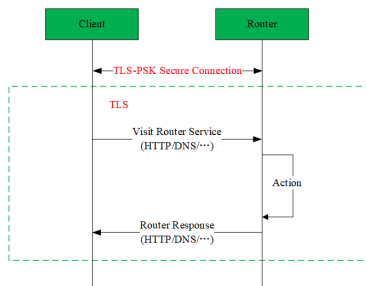 Client
Router
TLS-PSK Secure Connection
TLS
Visit Router Service
(HTTP/DNS/···)
Action
Router Response
(HTTP/DNS/···)